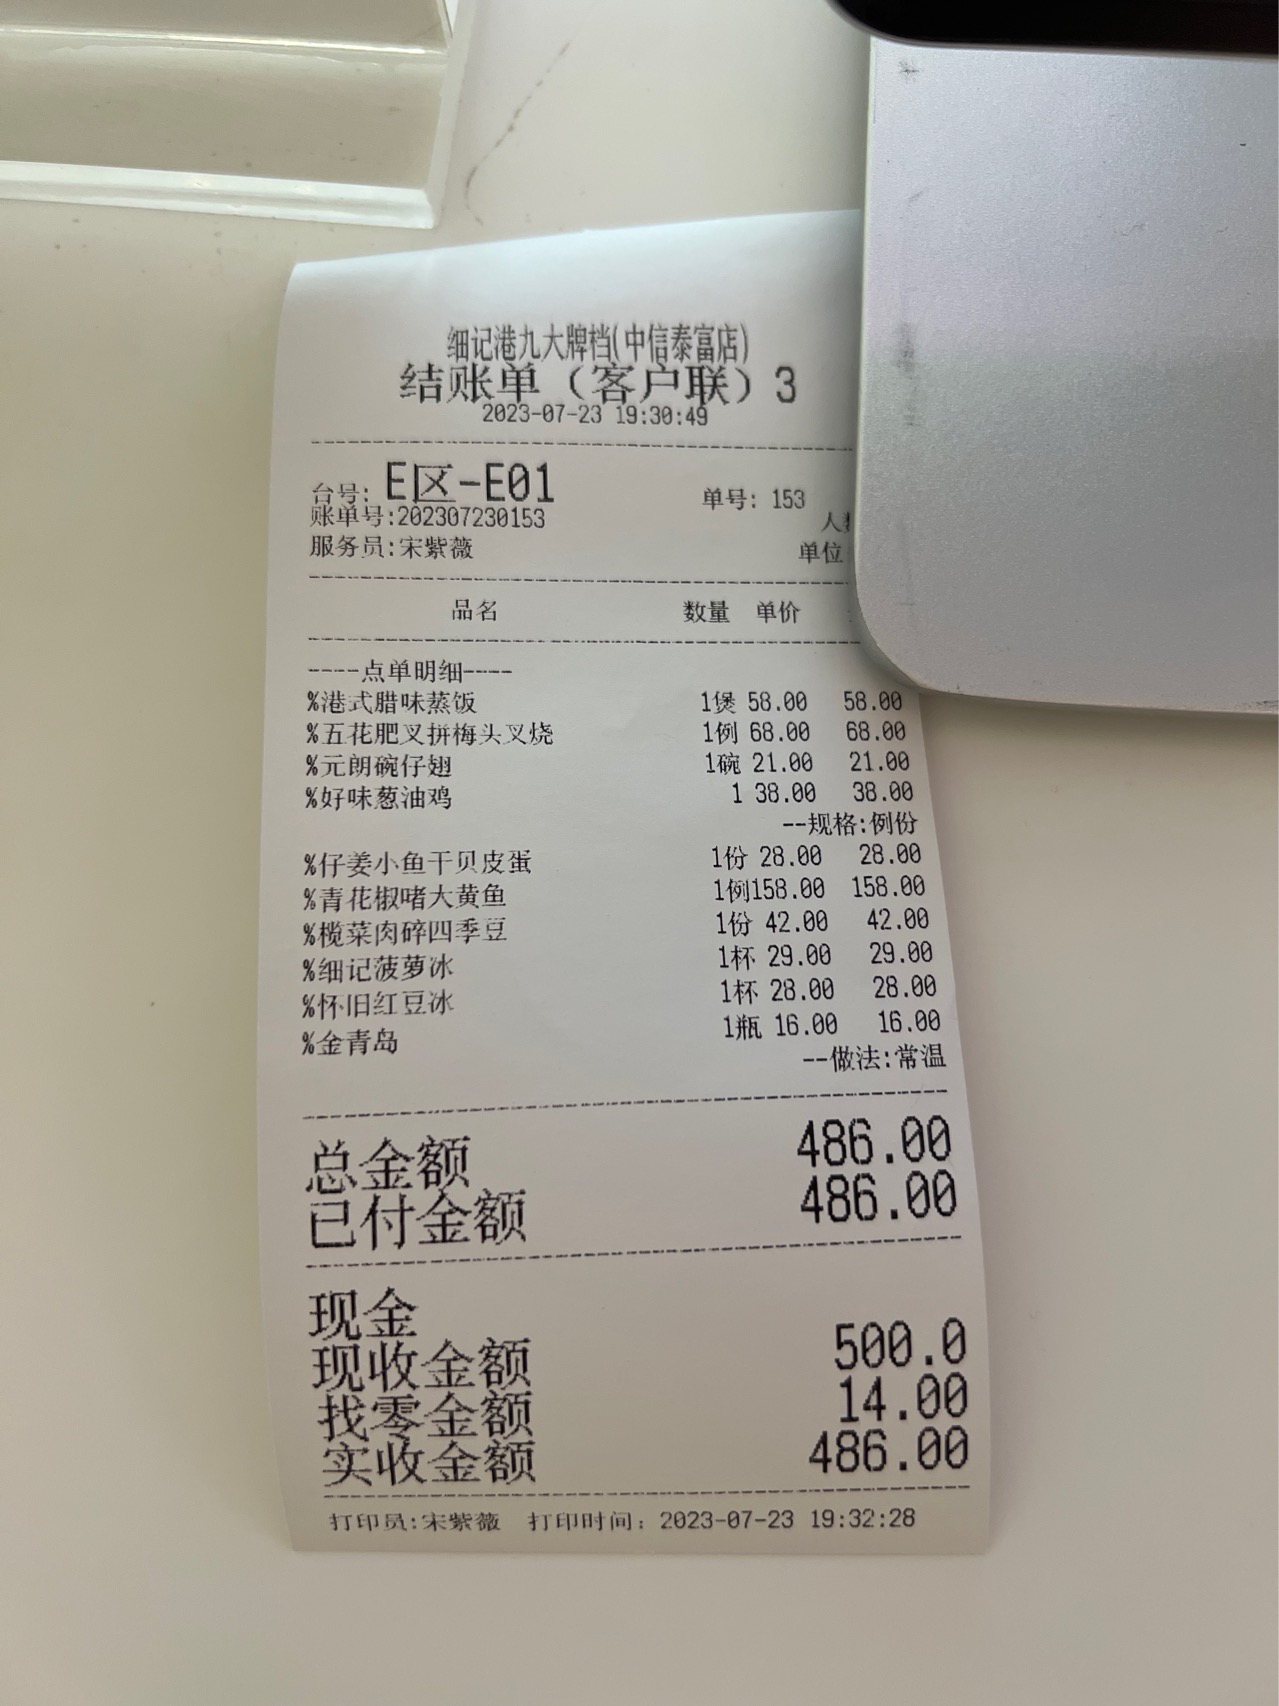 细记港九大牌档(中信泰富店)
结账单（客户联）3
2023-07-23 19:30:49
台号: E区-E01 单号: 153
账单号:202307230153
服务员:宋紫薇 单位
品名 数量 单价
----点单明细----
%港式腊味蒸饭 1煲 58.00 58.00
%五花肥叉拼梅头叉烧 1例 68.00 68.00
%元朗碗仔翅 1碗 21.00 21.00
%好味葱油鸡 1 38.00 38.00
--规格:例份
%仔姜小鱼干贝皮蛋 1份 28.00 28.00
%青花椒啫大黄鱼 1例158.00 158.00
%榄菜肉碎四季豆 1份 42.00 42.00
%细记菠萝冰 1杯 29.00 29.00
%怀旧红豆冰 1杯 28.00 28.00
%金青岛 1瓶 16.00 16.00
--做法:常温
总金额 486.00
已付金额 486.00
现金
现收金额 500.0
找零金额 14.00
实收金额 486.00
打印员:宋紫薇 打印时间: 2023-07-23 19:32:28